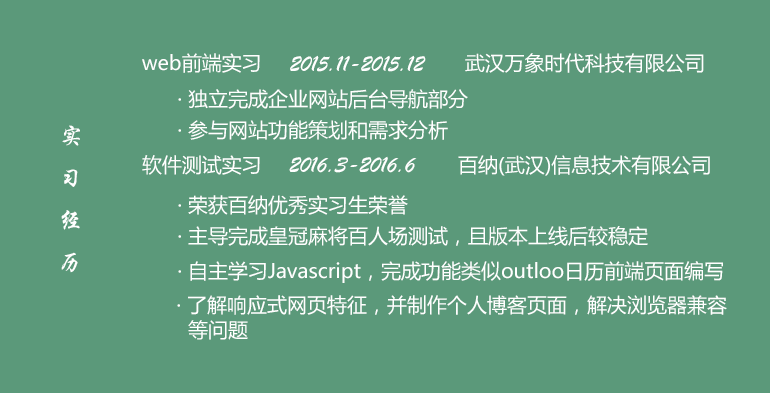 实习经历
web前端实习 2015.11-2015.12 武汉万象时代科技有限公司
· 独立完成企业网站后台导航部分
· 参与网站功能策划和需求分析
软件测试实习 2016.3-2016.6 百纳(武汉)信息技术有限公司
· 荣获百纳优秀实习生荣誉
· 主导完成皇冠麻将百人场测试，且版本上线后较稳定
· 自主学习Javascript，完成功能类似outloo日历前端页面编写
· 了解响应式网页特征，并制作个人博客页面，解决浏览器兼容
等问题